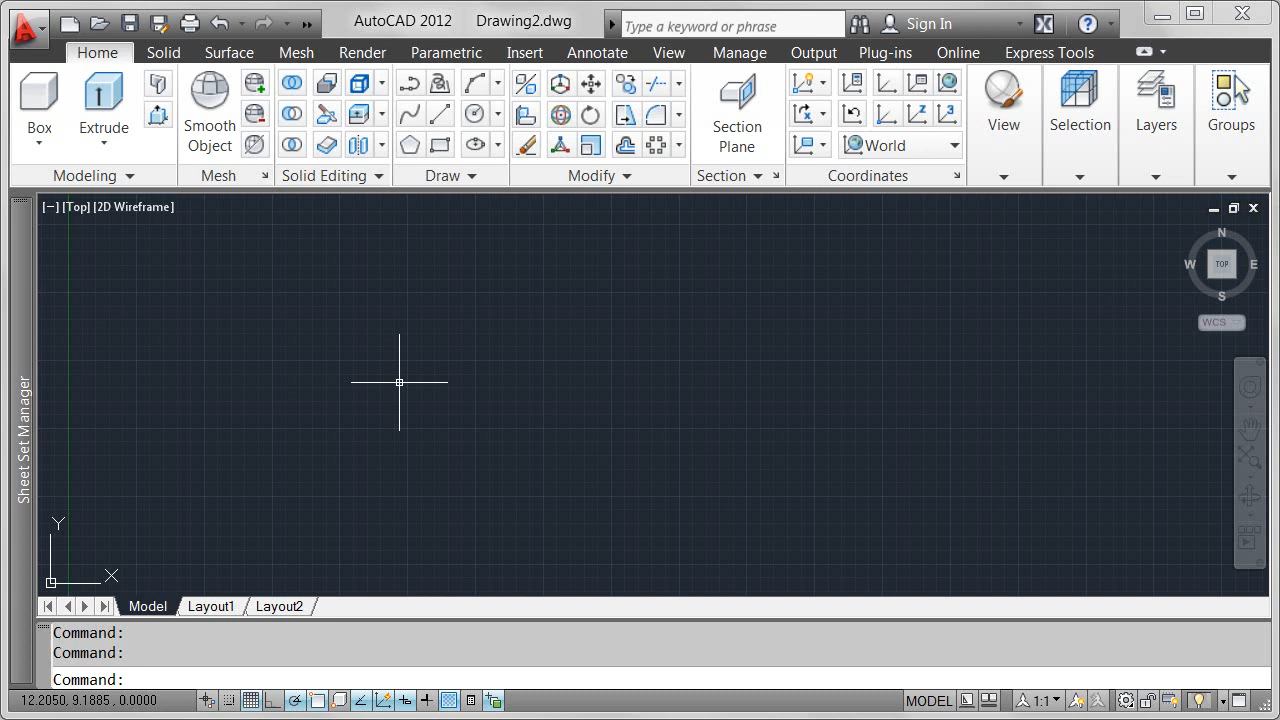 AutoCAD 2012 Drawing2.dwg Type a keyword or phrase Sign In
Home Solid Surface Mesh Render Parametric Insert Annotate View Manage Output Plug-ins Online Express Tools
Box Extrude Smooth Object Section Plane World View Selection Layers Groups
Modeling Mesh Solid Editing Draw Modify Section Coordinates
[−] [Top] [2D Wireframe]
N
W TOP E
S
WCS
Sheet Set Manager
Y
X
Model Layout1 Layout2
Command:
Command:
Command:
12.2050, 9.1885 , 0.0000 MODEL 1:1